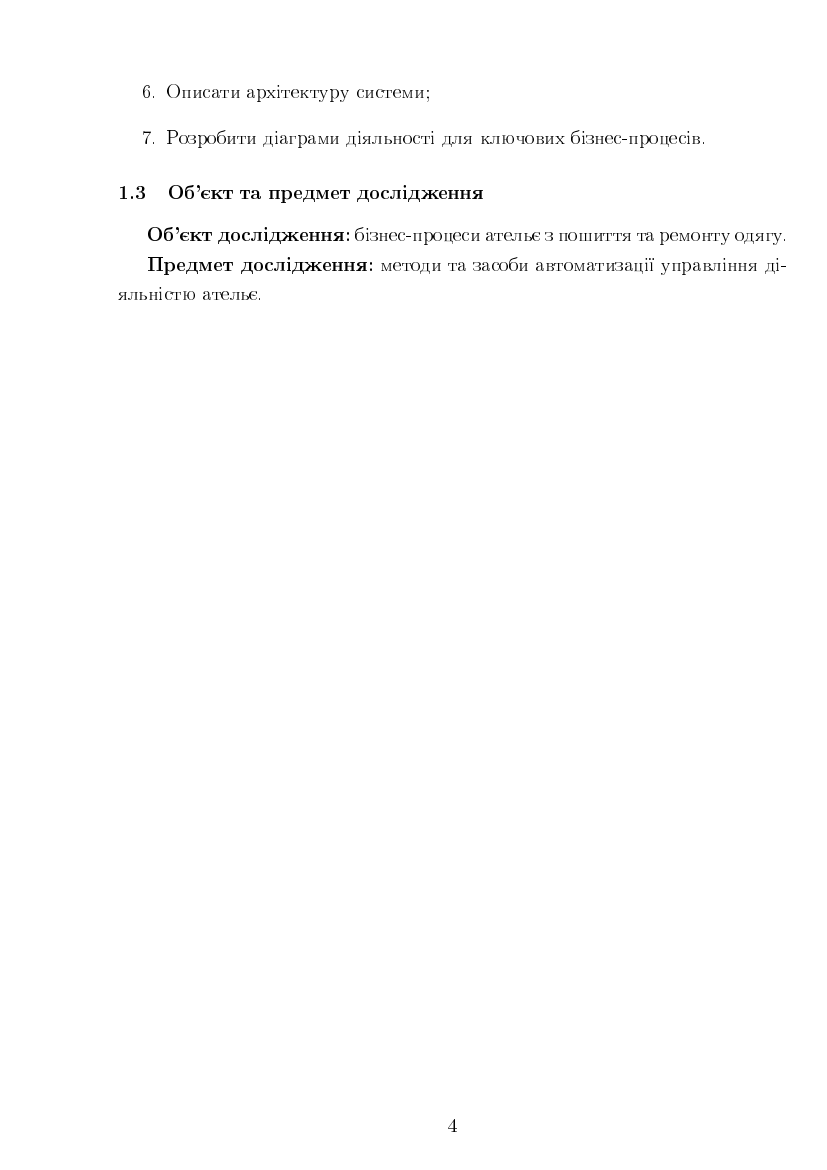 6. Описати архітектуру системи;
7. Розробити діаграми діяльності для ключових бізнес-процесів.
1.3 Об’єкт та предмет дослідження
Об’єкт дослідження: бізнес-процеси ательє з пошиття та ремонту одягу.
Предмет дослідження: методи та засоби автоматизації управління ді-
яльністю ательє.
4